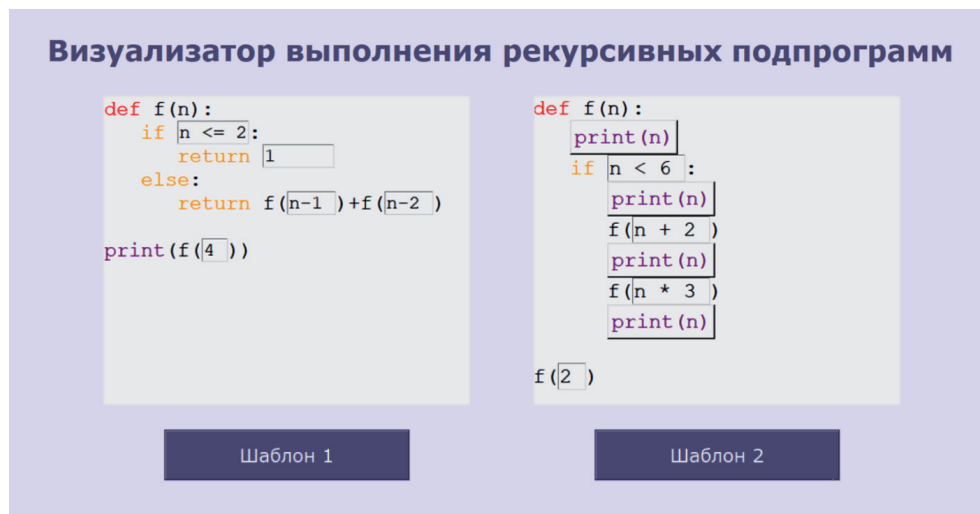 Визуализатор выполнения рекурсивных подпрограмм
def f(n):
if n <= 2:
return 1
else:
return f(n-1 )+f(n-2 )
print(f(4 ))
def f(n):
print(n)
if n < 6 :
print(n)
f(n + 2 )
print(n)
f(n * 3 )
print(n)
f(2 )
Шаблон 1
Шаблон 2